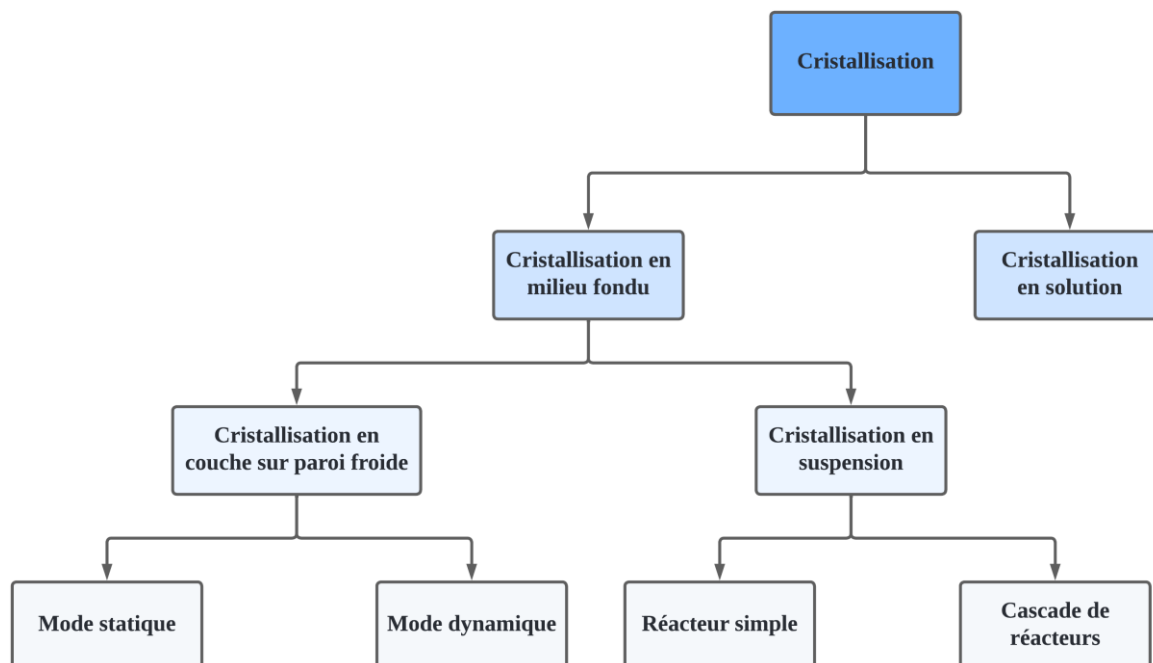 Cristallisation
Cristallisation en
milieu fondu
Cristallisation
en solution
Cristallisation en
couche sur paroi froide
Cristallisation en
suspension
Mode statique
Mode dynamique
Réacteur simple
Cascade de
réacteurs